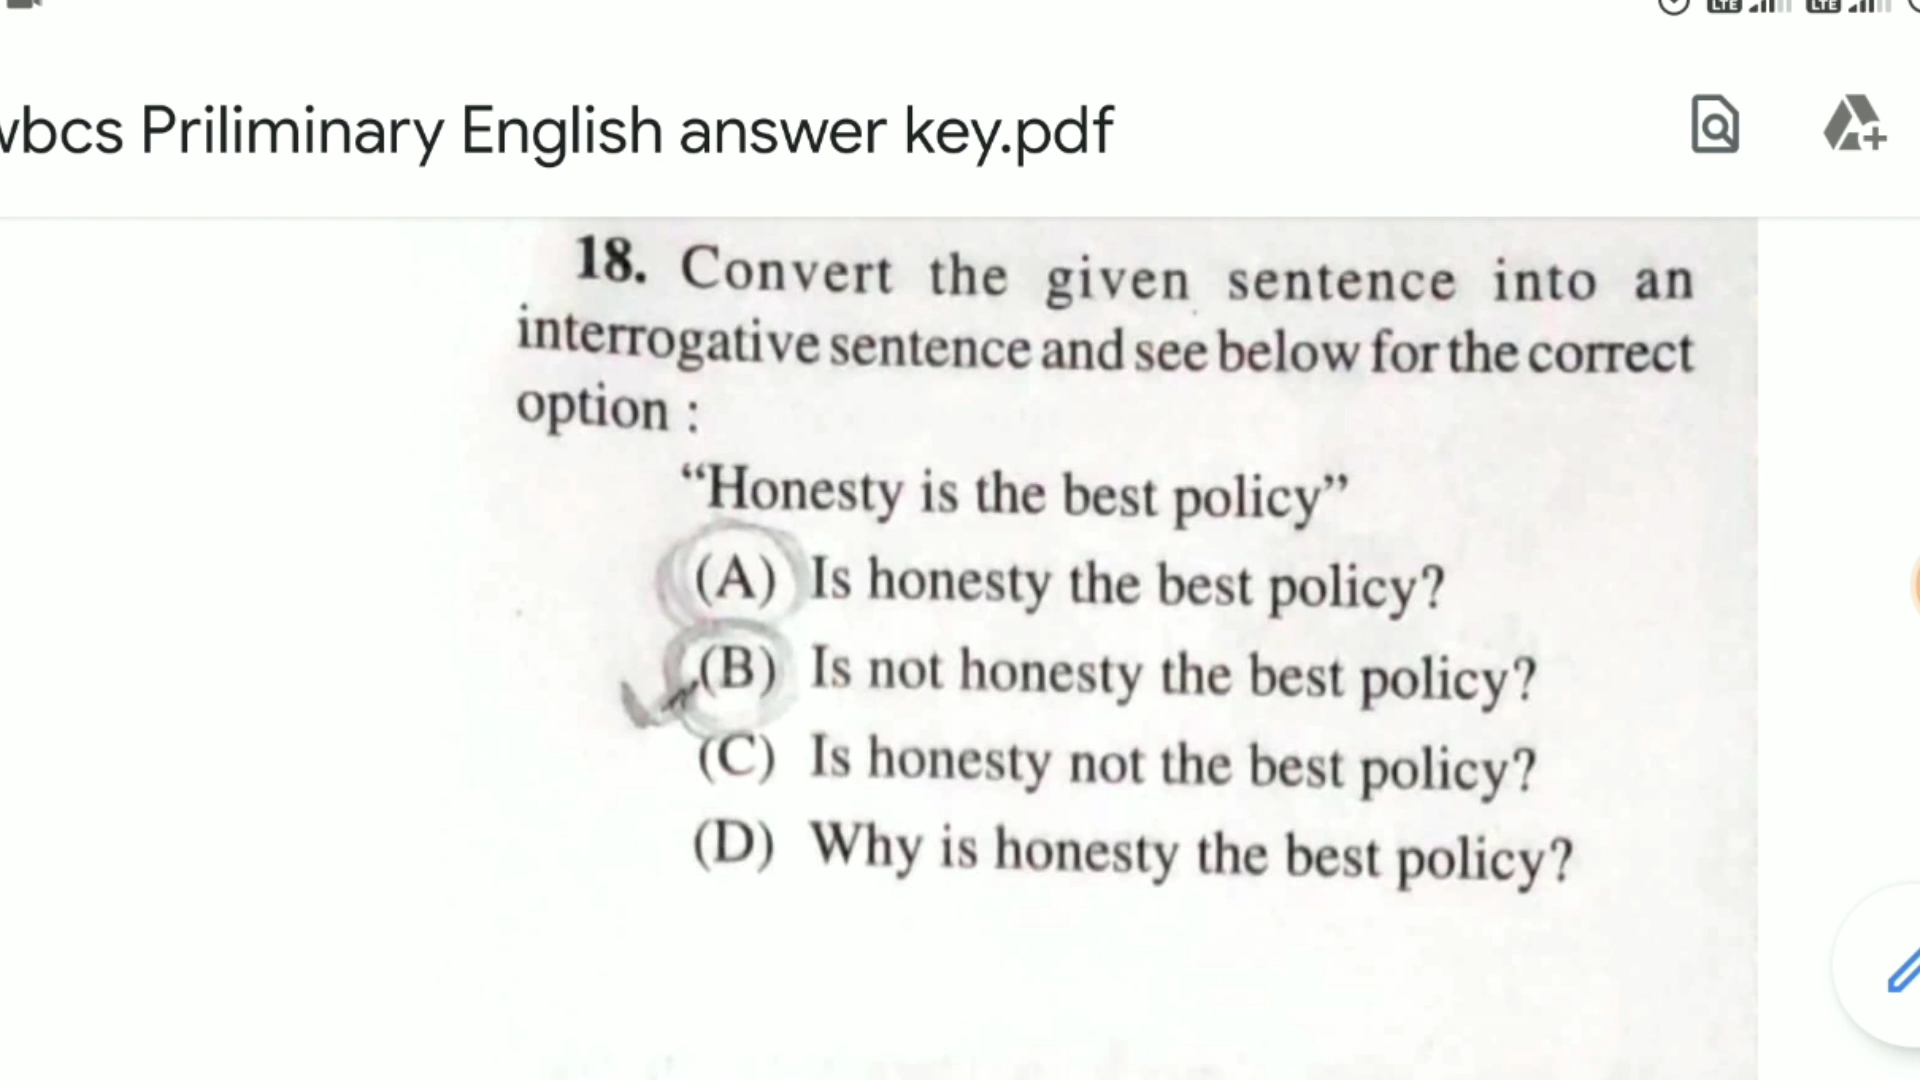 wbcs Priliminary English answer key.pdf
18. Convert the given sentence into an
interrogative sentence and see below for the correct
option :
“Honesty is the best policy”
(A) Is honesty the best policy?
(B) Is not honesty the best policy?
(C) Is honesty not the best policy?
(D) Why is honesty the best policy?